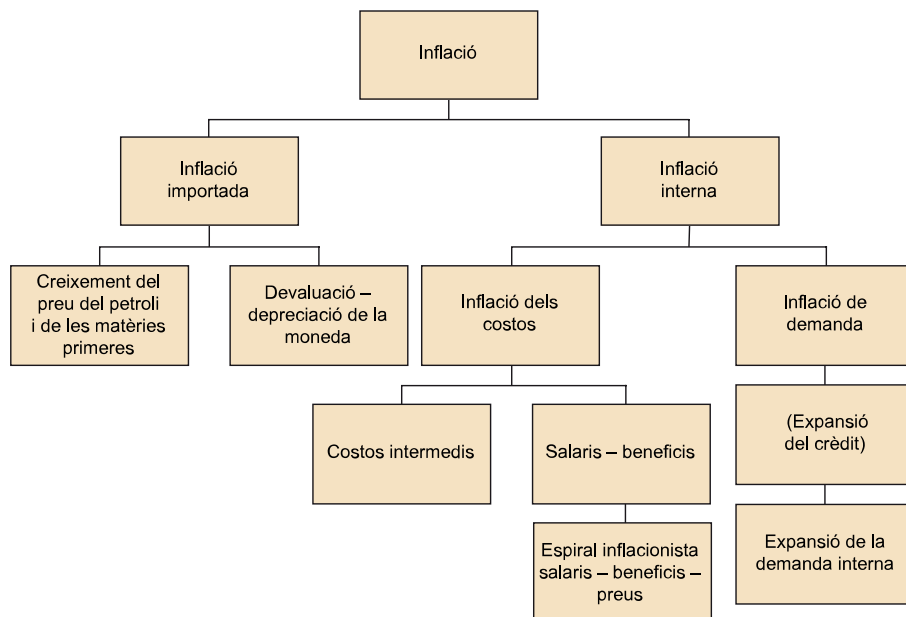 Inflació
Inflació
importada
Inflació
interna
Creixement del
preu del petroli
i de les matèries
primeres
Devaluació –
depreciació de la
moneda
Inflació dels
costos
Inflació de
demanda
Costos intermedis
Salaris – beneficis
(Expansió
del crèdit)
Espiral inflacionista
salaris – beneficis –
preus
Expansió de la
demanda interna